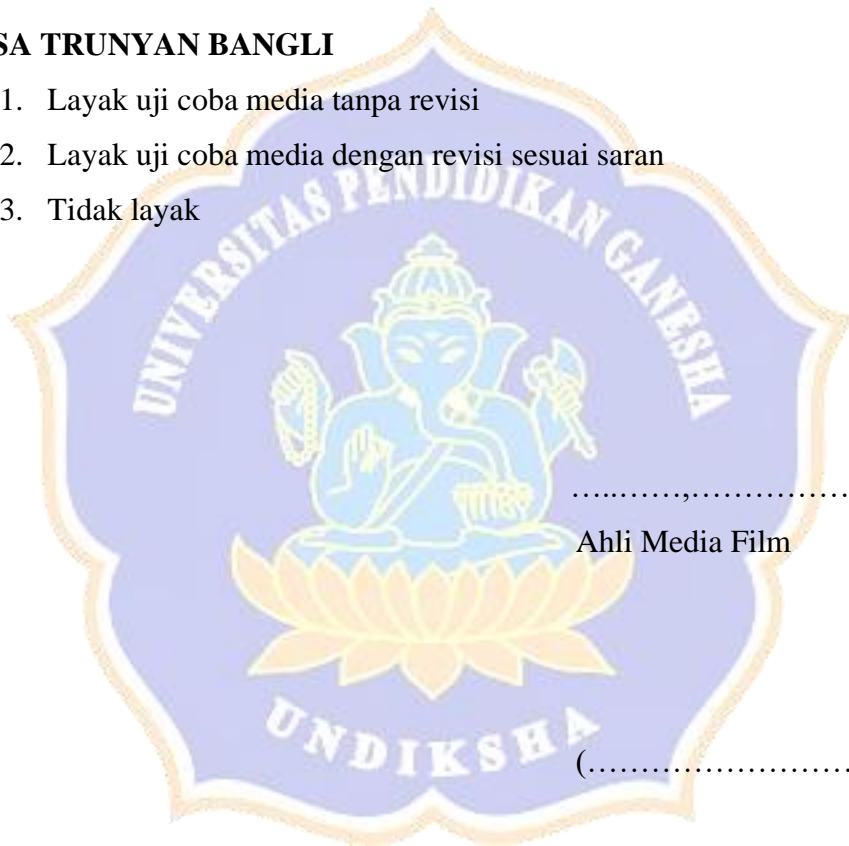 SA TRUNYAN BANGLI
1. Layak uji coba media tanpa revisi
2. Layak uji coba media dengan revisi sesuai saran
3. Tidak layak
UNIVERSITAS PENDIDIKAN GANESHA
…..……,……………
Ahli Media Film
UNDIKSHA
(………………………